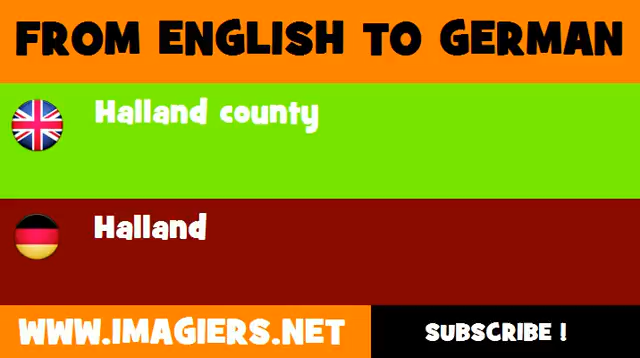 FROM ENGLISH TO GERMAN
Halland county
Halland
WWW.IMAGIERS.NET
SUBSCRIBE !